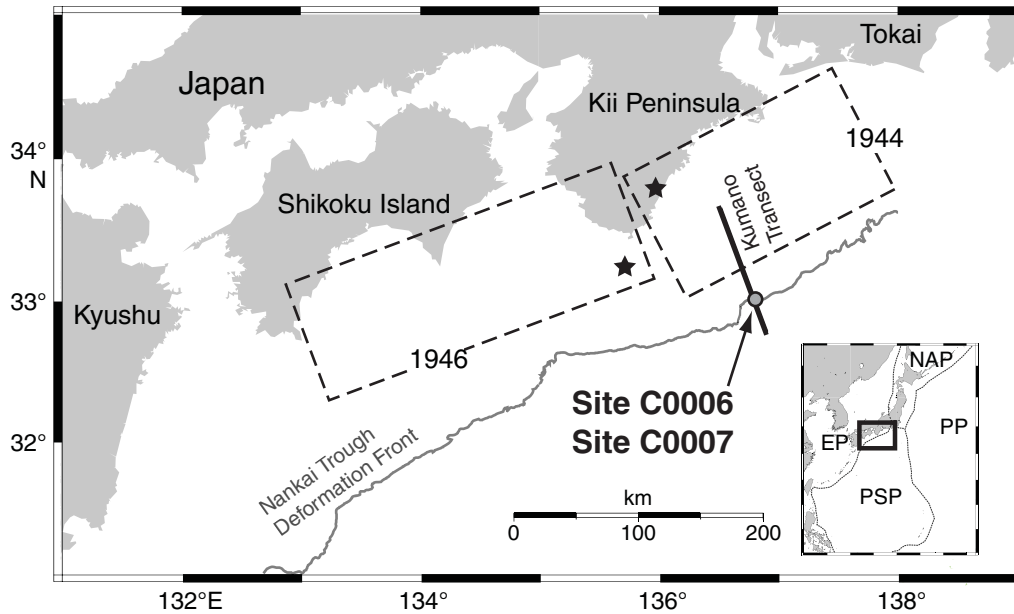 Tokai
Japan
Kii Peninsula
34°
N
1944
Kumano
Transect
Shikoku Island
33°
Kyushu
1946
NAP
Site C0006
Site C0007
32°
EP
PP
Nankai Trough
Deformation Front
km
PSP
0
100
200
132°E
134°
136°
138°